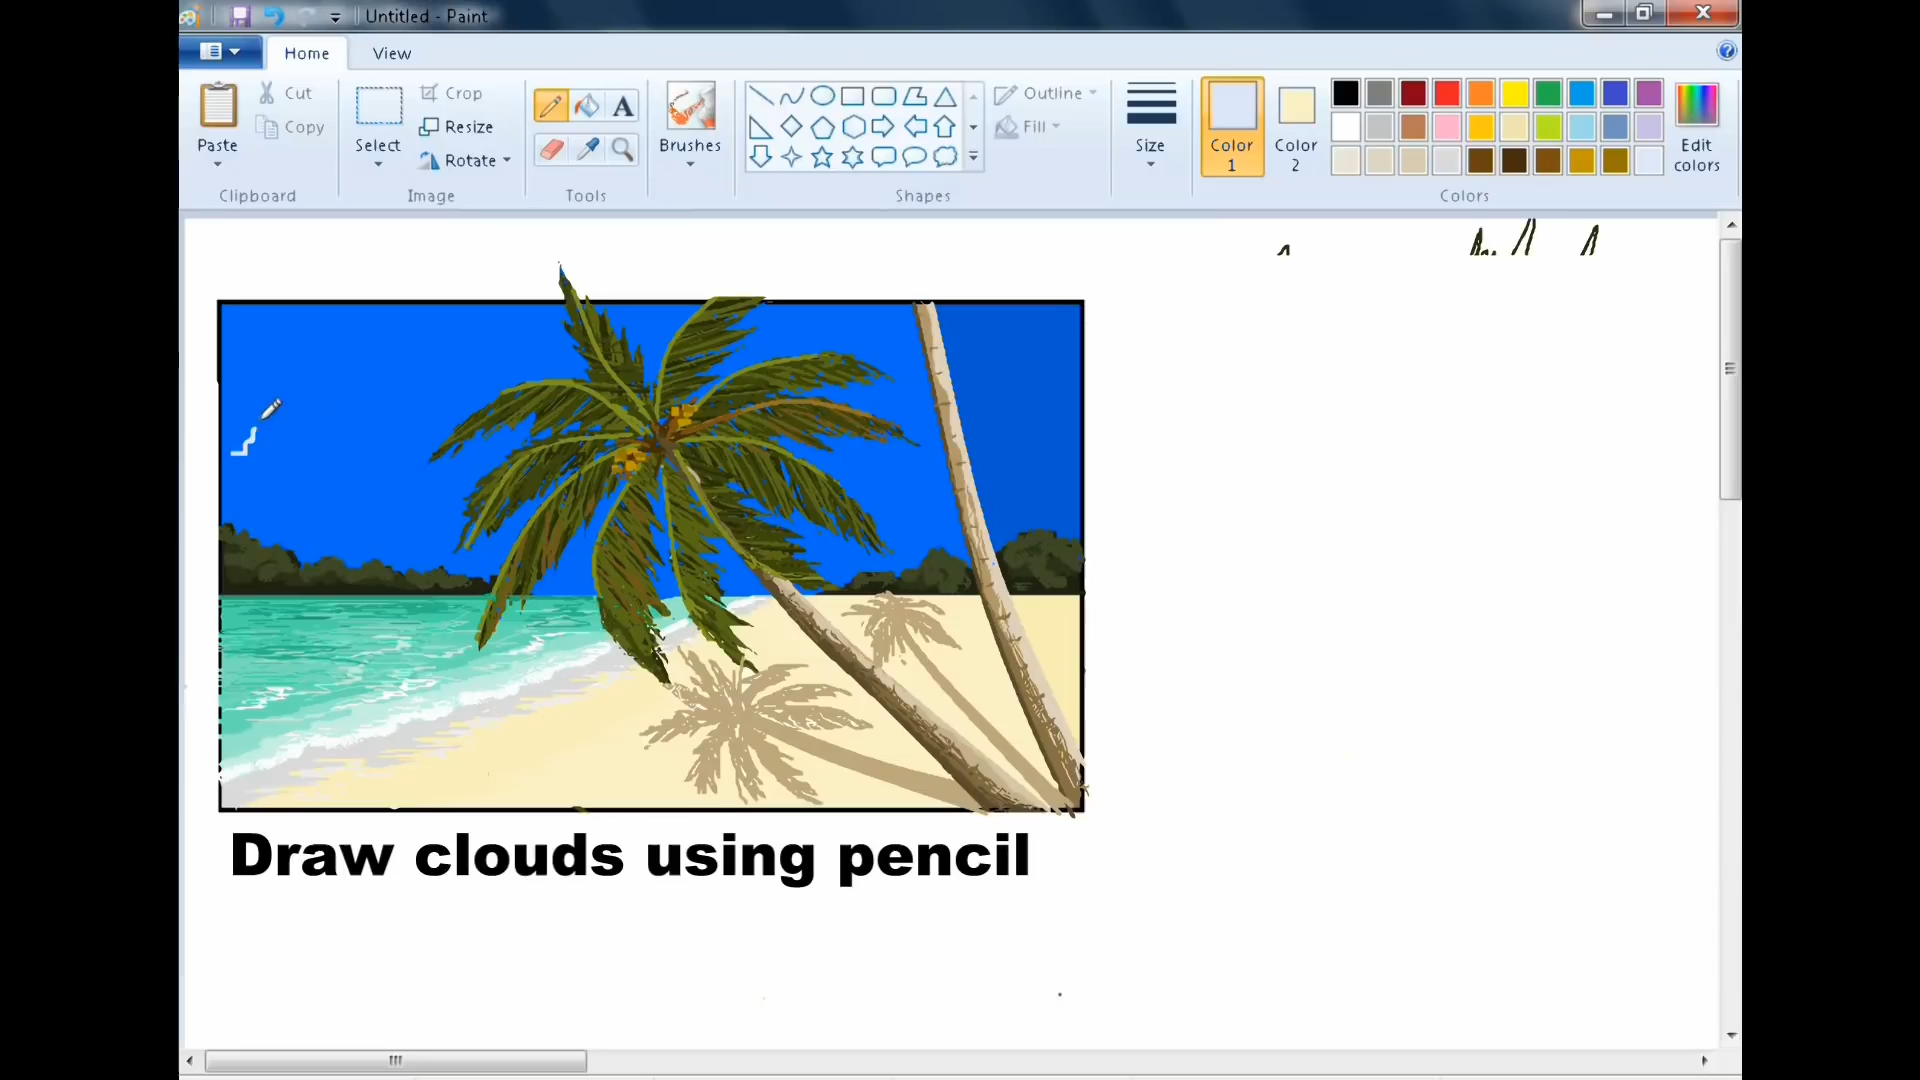 Untitled - Paint
Home View
Paste
Cut
Copy
Clipboard
Select
Crop
Resize
Rotate
Image
A
Tools
Brushes
Shapes
Outline
Fill
Size
Color 1
Color 2
Edit colors
Colors
Draw clouds using pencil